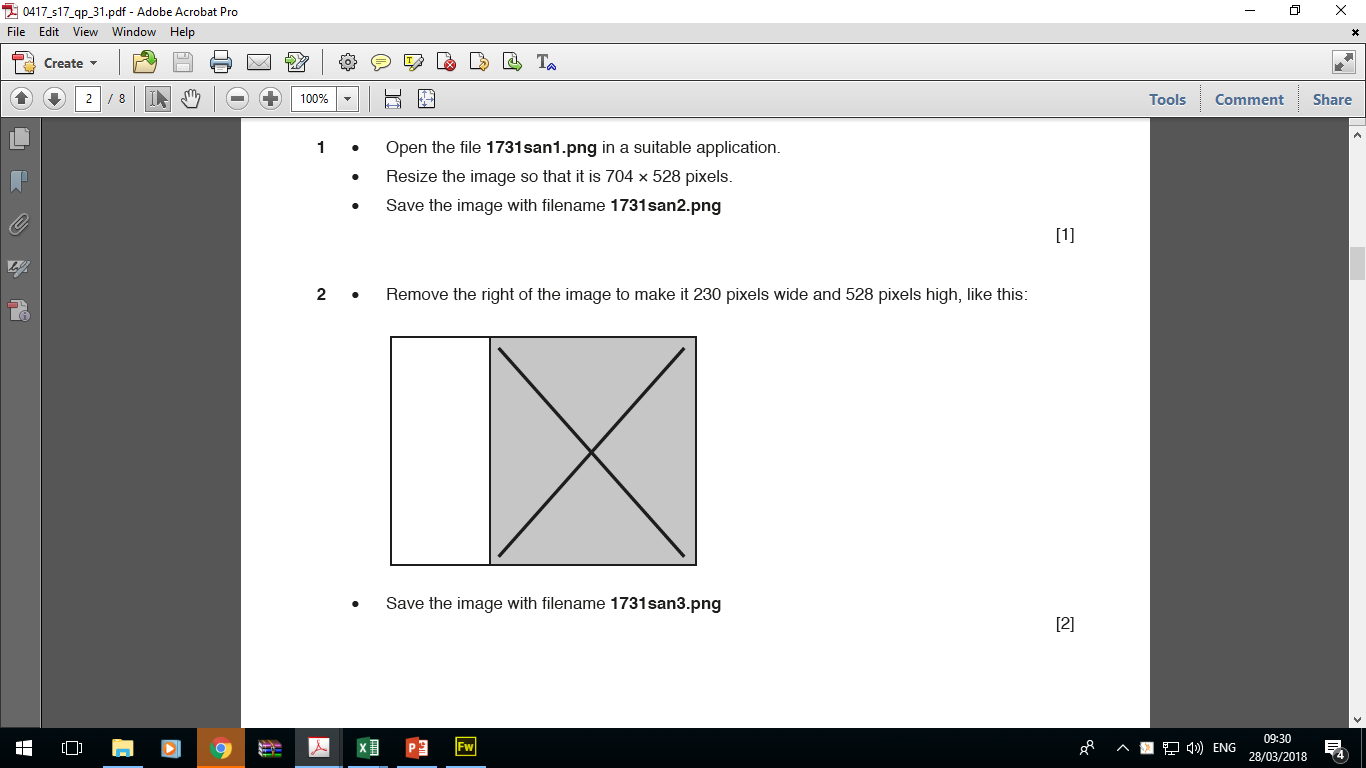 0417_s17_qp_31.pdf - Adobe Acrobat Pro
File Edit View Window Help
Create
2 / 8 100% Tools Comment Share
1 • Open the file 1731san1.png in a suitable application.
• Resize the image so that it is 704 × 528 pixels.
• Save the image with filename 1731san2.png
[1]
2 • Remove the right of the image to make it 230 pixels wide and 528 pixels high, like this:
• Save the image with filename 1731san3.png
[2]
Fw ENG 09:30
28/03/2018 4